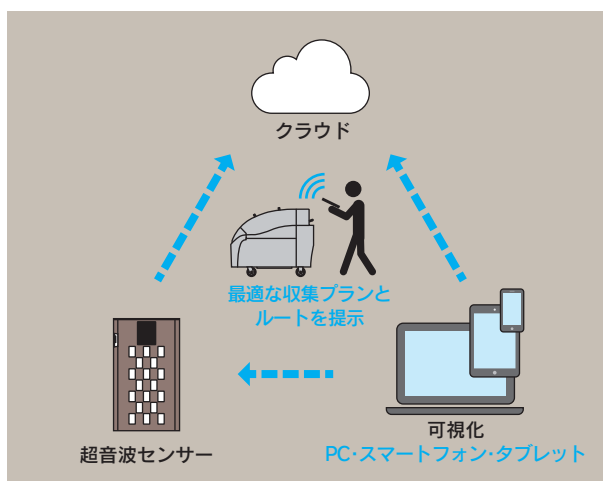 クラウド
最適な収集プランと
ルートを提示
超音波センサー
可視化
PC・スマートフォン・タブレット